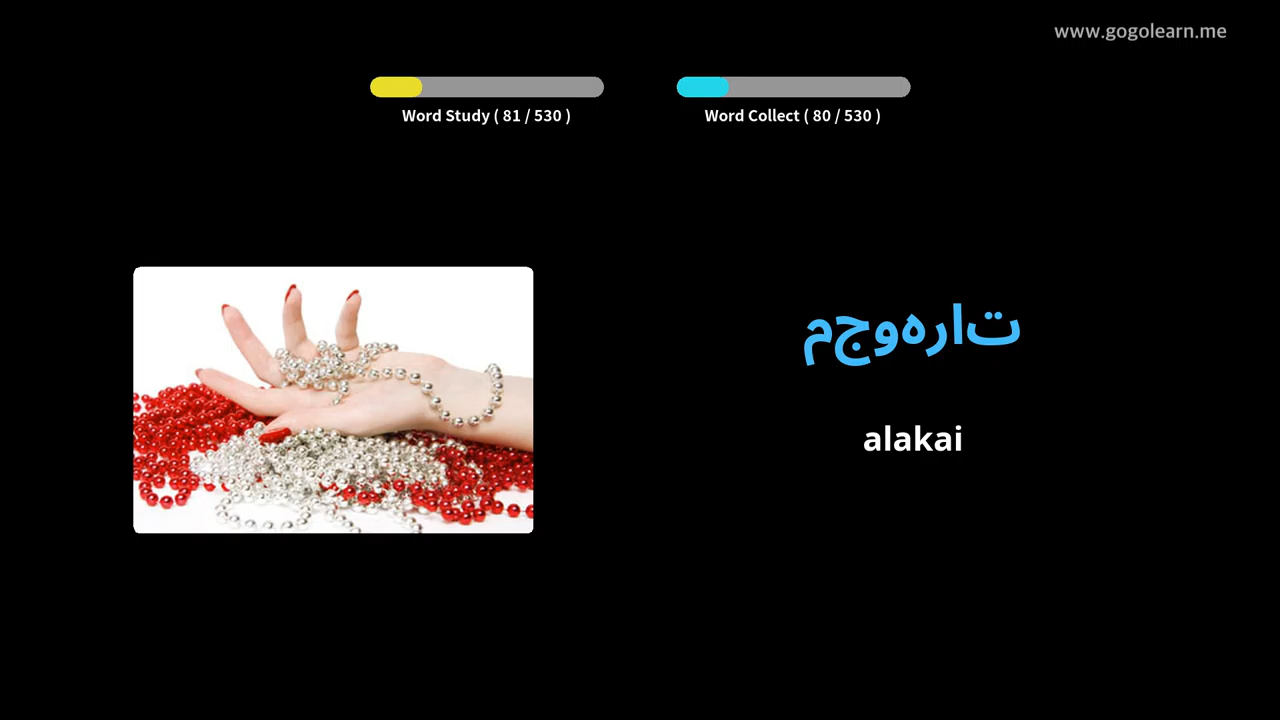 www.gogolearn.me
Word Study ( 81 / 530 )
Word Collect ( 80 / 530 )
مجوهرات
alakai